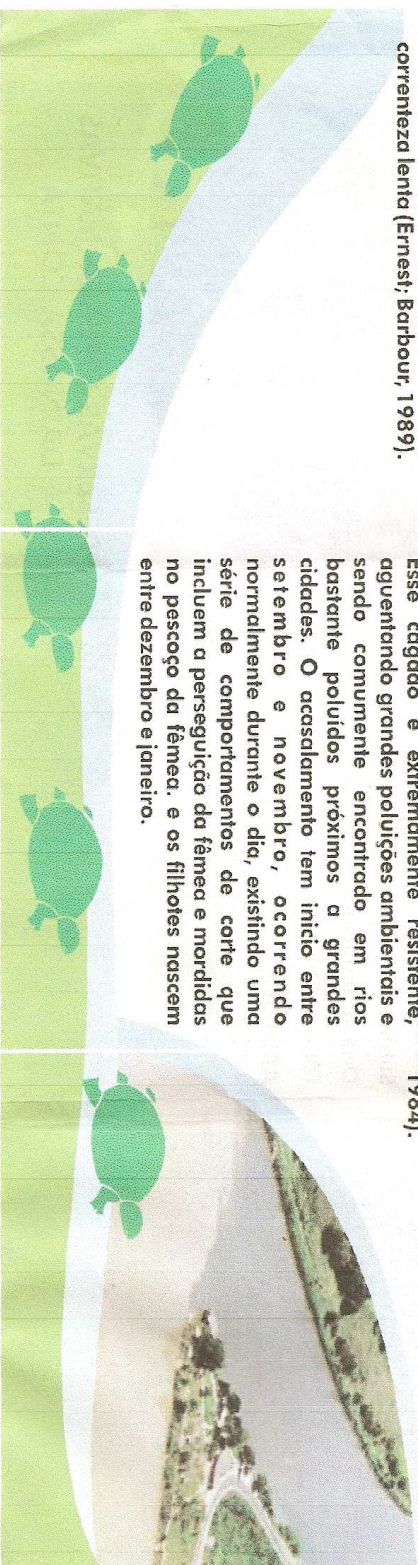 correnteza lenta (Ernest; Barbour, 1989).
Esse cágado é extremamente resistente,
aguentando grandes poluições ambientais e
sendo comumente encontrado em rios
bastante poluídos próximos a grandes
cidades. O acasalamento tem inicio entre
setembro e novembro, ocorrendo
normalmente durante o dia, existindo uma
série de comportamentos de corte que
incluem a perseguição da fêmea e mordidas
no pescoço da fêmea. e os filhotes nascem
entre dezembro e janeiro.
1984).